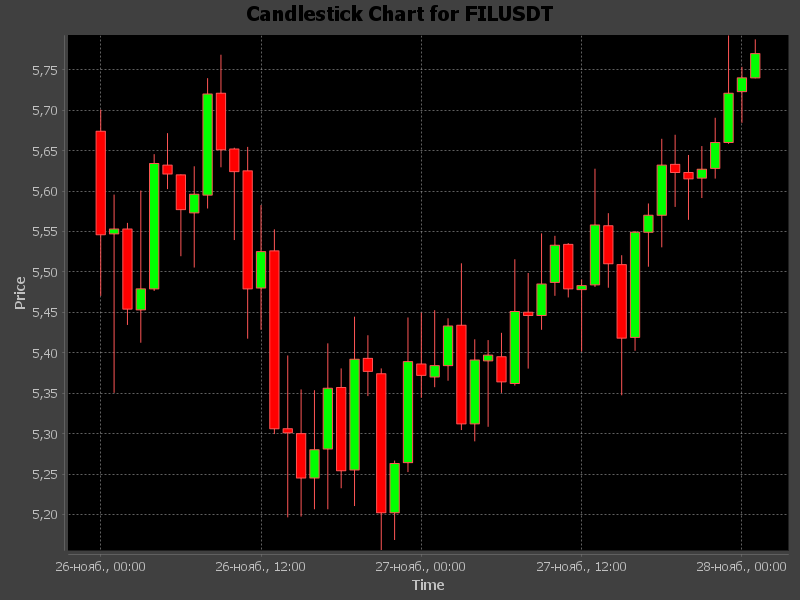 Candlestick Chart for FILUSDT
Price
5,75
5,70
5,65
5,60
5,55
5,50
5,45
5,40
5,35
5,30
5,25
5,20
26-нояб., 00:00
26-нояб., 12:00
27-нояб., 00:00
27-нояб., 12:00
28-нояб., 00:00
Time